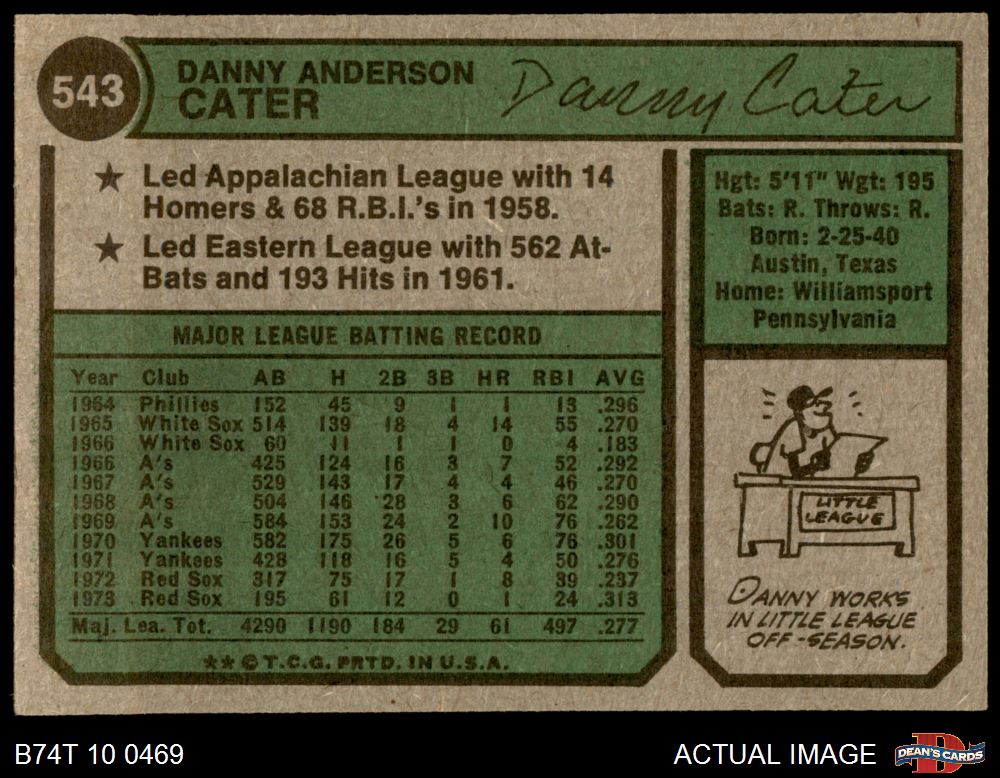 543
DANNY ANDERSON
CATER
Danny Cater
★ Led Appalachian League with 14
Homers & 68 R.B.I.'s in 1958.
★ Led Eastern League with 562 At-
Bats and 193 Hits in 1961.
MAJOR LEAGUE BATTING RECORD
Year Club AB H 2B 3B HR RBI AVG
1964 Phillies 152 45 9 1 1 13 .296
1965 White Sox 514 139 18 4 14 55 .270
1966 White Sox 60 11 1 1 0 4 .183
1966 A's 425 124 16 3 7 52 .292
1967 A's 529 143 17 4 4 46 .270
1968 A's 504 146 28 3 6 62 .290
1969 A's 584 153 24 2 10 76 .262
1970 Yankees 582 175 26 5 6 76 .301
1971 Yankees 428 118 16 5 4 50 .276
1972 Red Sox 317 75 17 1 8 39 .237
1973 Red Sox 195 61 12 0 1 24 .313
Maj. Lea. Tot. 4290 1190 184 29 61 497 .277
★★ © T.C.G. PRTD. IN U.S.A.
Hgt: 5'11" Wgt: 195
Bats: R. Throws: R.
Born: 2-25-40
Austin, Texas
Home: Williamsport
Pennsylvania
LITTLE
LEAGUE
DANNY WORKS
IN LITTLE LEAGUE
OFF-SEASON.
B74T 10 0469
ACTUAL IMAGE
DEAN'S CARDS